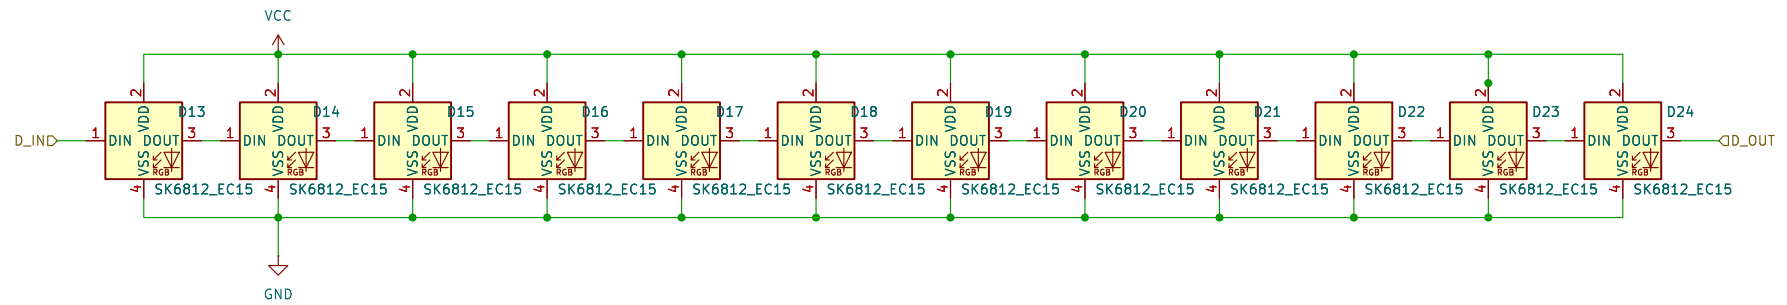 VCC
2 2 2 2 2 2 2 2 2 2 2 2
D13 D14 D15 D16 D17 D18 D19 D20 D21 D22 D23 D24
VDD VDD VDD VDD VDD VDD VDD VDD VDD VDD VDD VDD
D_IN 1 DIN DOUT 3 1 DIN DOUT 3 1 DIN DOUT 3 1 DIN DOUT 3 1 DIN DOUT 3 1 DIN DOUT 3 1 DIN DOUT 3 1 DIN DOUT 3 1 DIN DOUT 3 1 DIN DOUT 3 1 DIN DOUT 3 1 DIN DOUT 3 D_OUT
VSS VSS VSS VSS VSS VSS VSS VSS VSS VSS VSS VSS
RGB RGB RGB RGB RGB RGB RGB RGB RGB RGB RGB RGB
4 SK6812_EC15 4 SK6812_EC15 4 SK6812_EC15 4 SK6812_EC15 4 SK6812_EC15 4 SK6812_EC15 4 SK6812_EC15 4 SK6812_EC15 4 SK6812_EC15 4 SK6812_EC15 4 SK6812_EC15 4 SK6812_EC15
GND